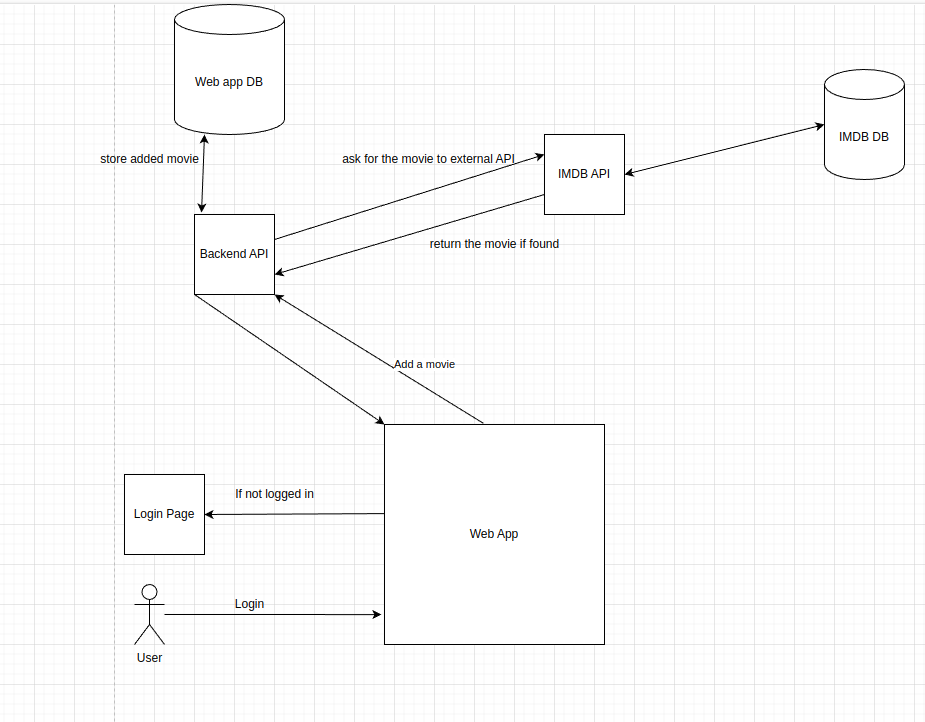 Web app DB
IMDB DB
store added movie
ask for the movie to external API
IMDB API
Backend API
return the movie if found
Add a movie
If not logged in
Login Page
Web App
Login
User